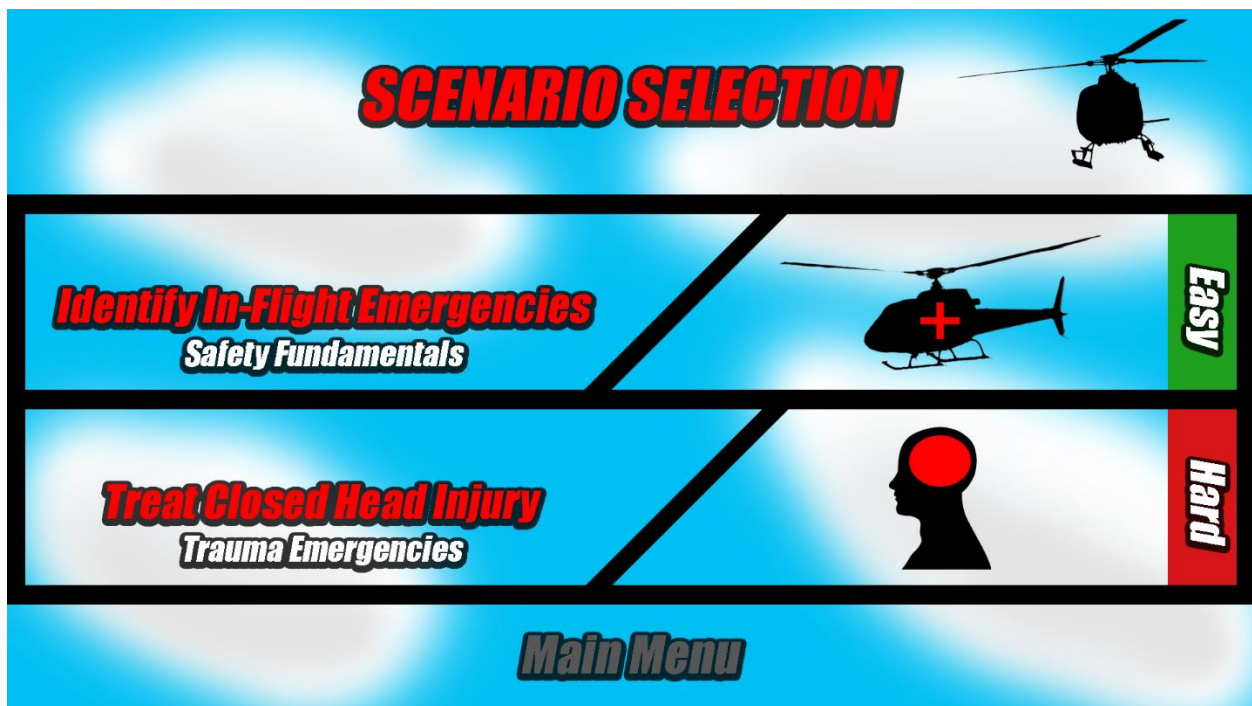 SCENARIO SELECTION
Identify In-Flight Emergencies
Safety Fundamentals
Easy
Treat Closed Head Injury
Trauma Emergencies
Hard
Main Menu